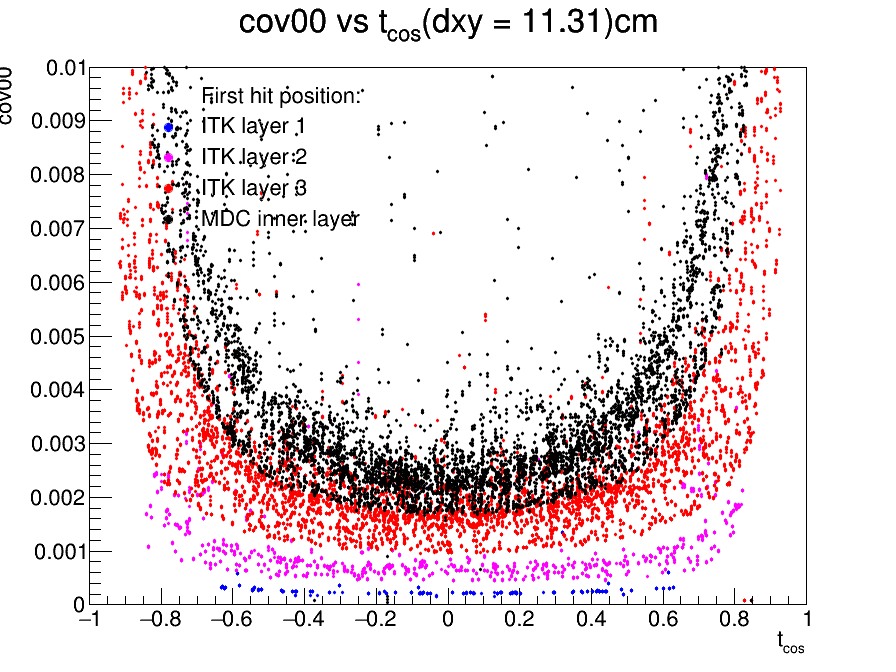 cov00 vs tcos(dxy = 11.31)cm
cov00
0.01
0.009
0.008
0.007
0.006
0.005
0.004
0.003
0.002
0.001
0
First hit position:
ITK layer 1
ITK layer 2
ITK layer 3
MDC inner layer
−1 −0.8 −0.6 −0.4 −0.2 0 0.2 0.4 0.6 0.8 1
tcos